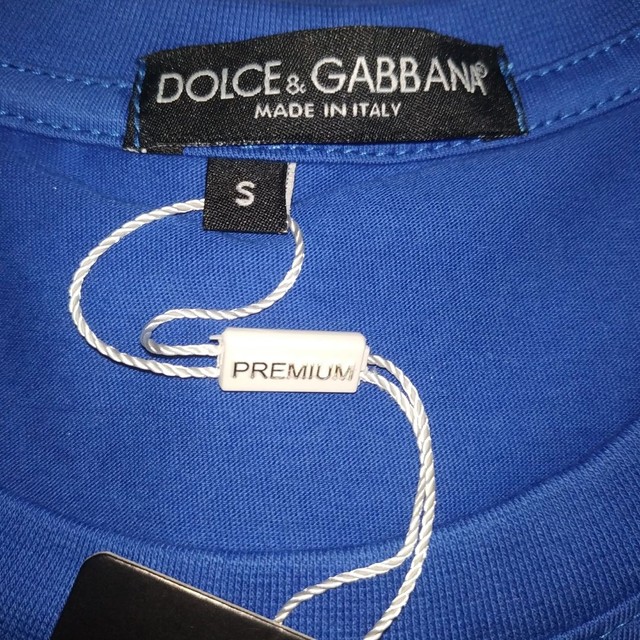 DOLCE & GABBANA®
MADE IN ITALY
S
PREMIUM